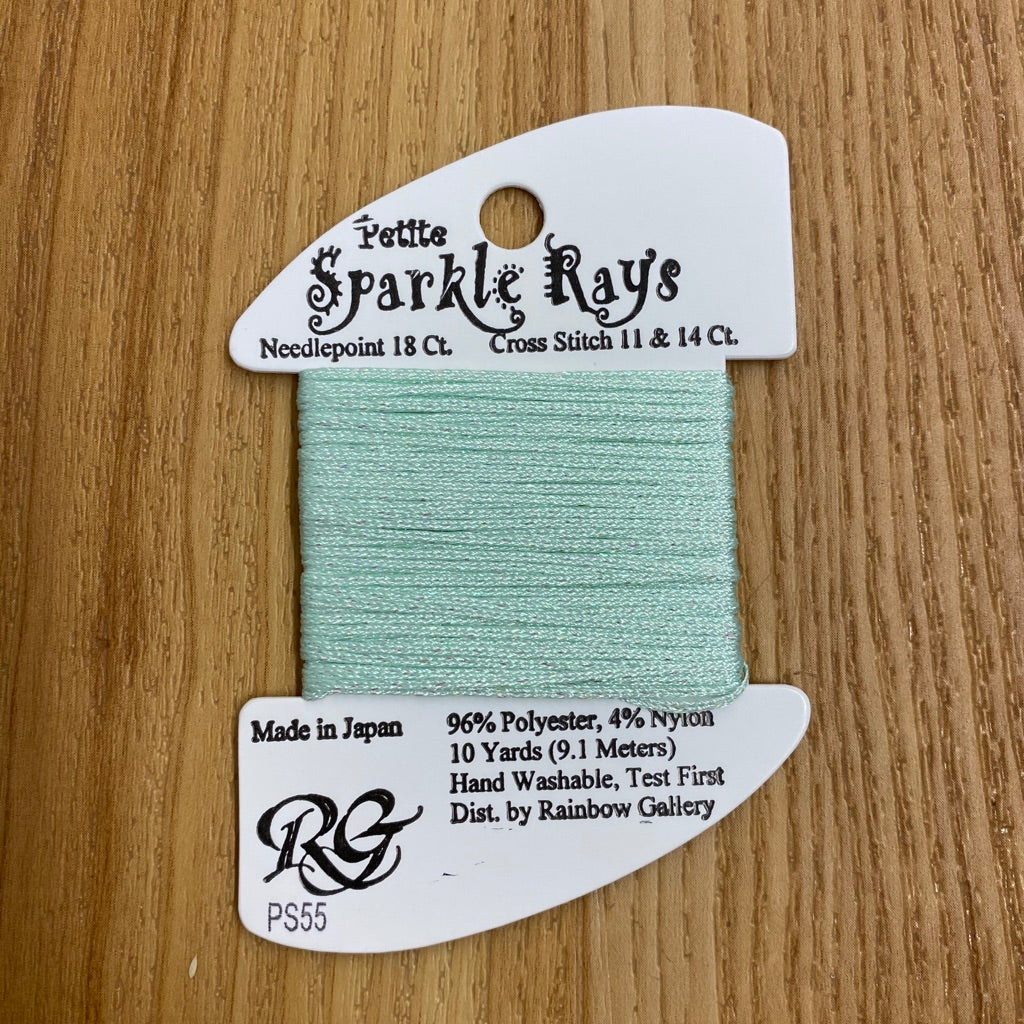 Petite
Sparkle Rays
Needlepoint 18 Ct. Cross Stitch 11 & 14 Ct.
Made in Japan
96% Polyester, 4% Nylon
10 Yards (9.1 Meters)
Hand Washable, Test First
Dist. by Rainbow Gallery
RG
PS55